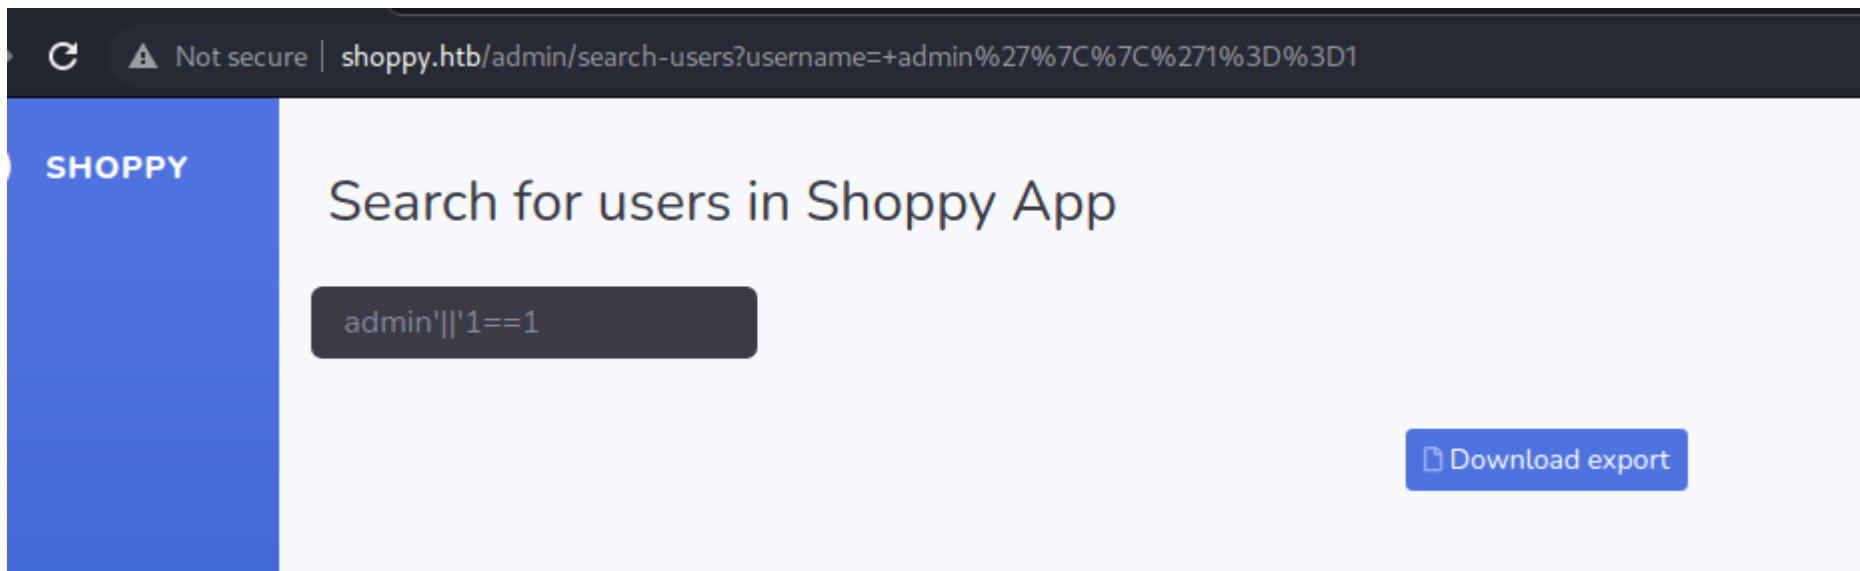 Not secure | shoppy.htb/admin/search-users?username=+admin%27%7C%7C%271%3D%3D1
SHOPPY
Search for users in Shoppy App
admin'||'1==1
Download export